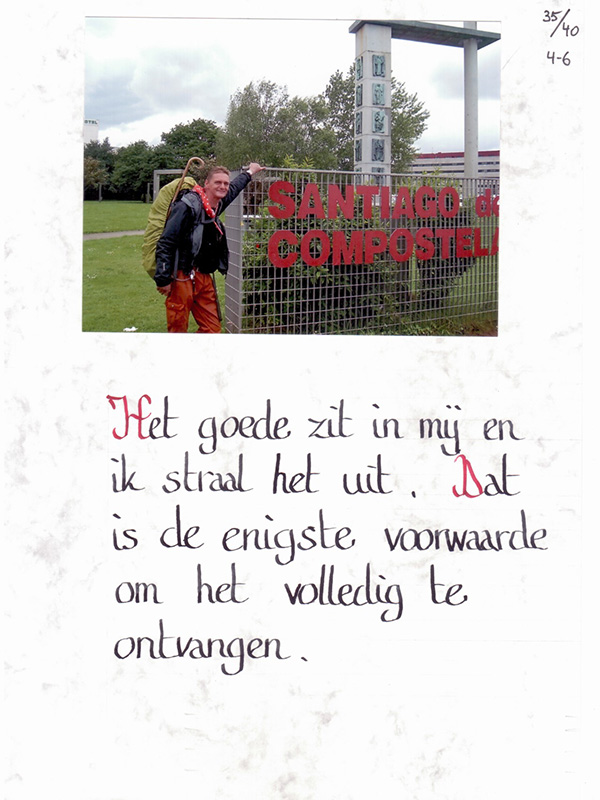 35/40
4-6
SANTIAGO de
COMPOSTELA
Het goede zit in mij en
ik straal het uit. Dat
is de enigste voorwaarde
om het volledig te
ontvangen.